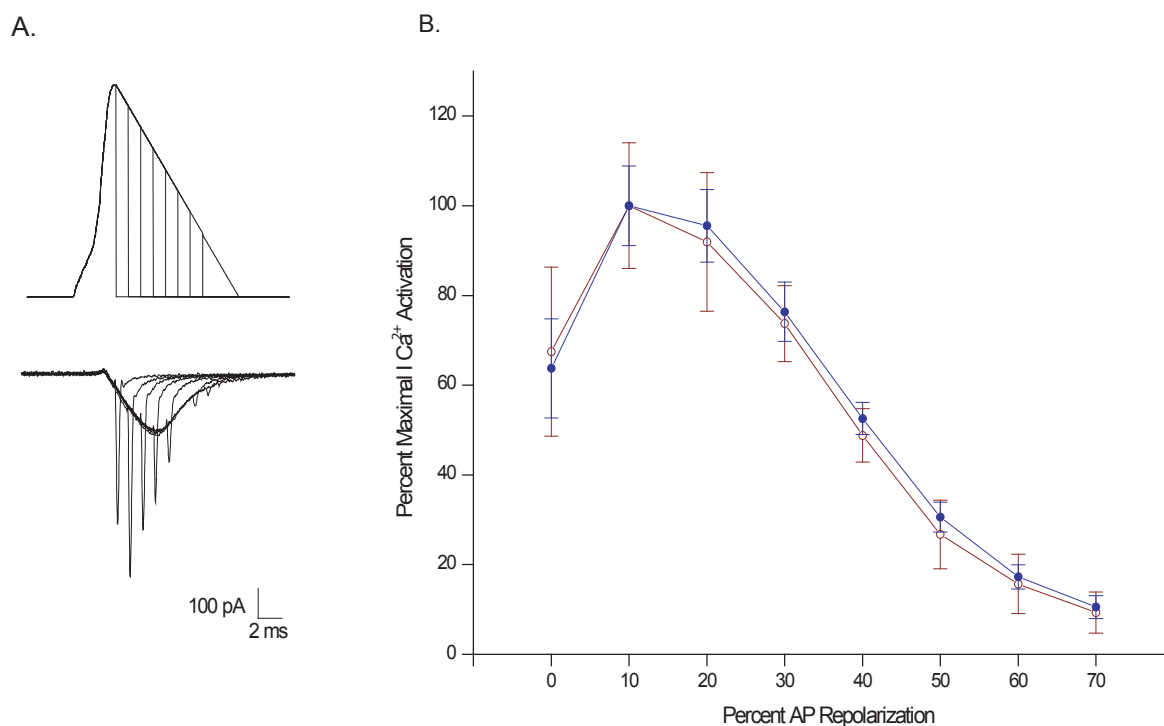 A.
100 pA
2 ms
B.
Percent Maximal I Ca²⁺ Activation
120
100
80
60
40
20
0
0 10 20 30 40 50 60 70
Percent AP Repolarization